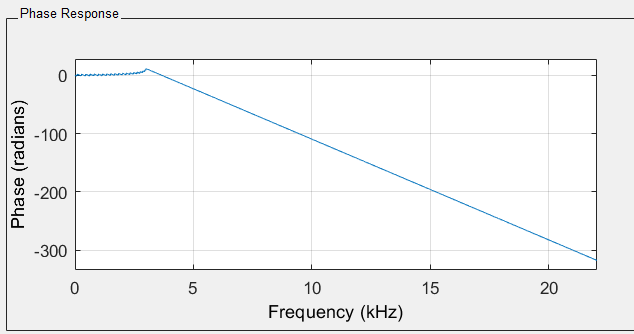 Phase Response
0
-100
-200
-300
Phase (radians)
0 5 10 15 20
Frequency (kHz)